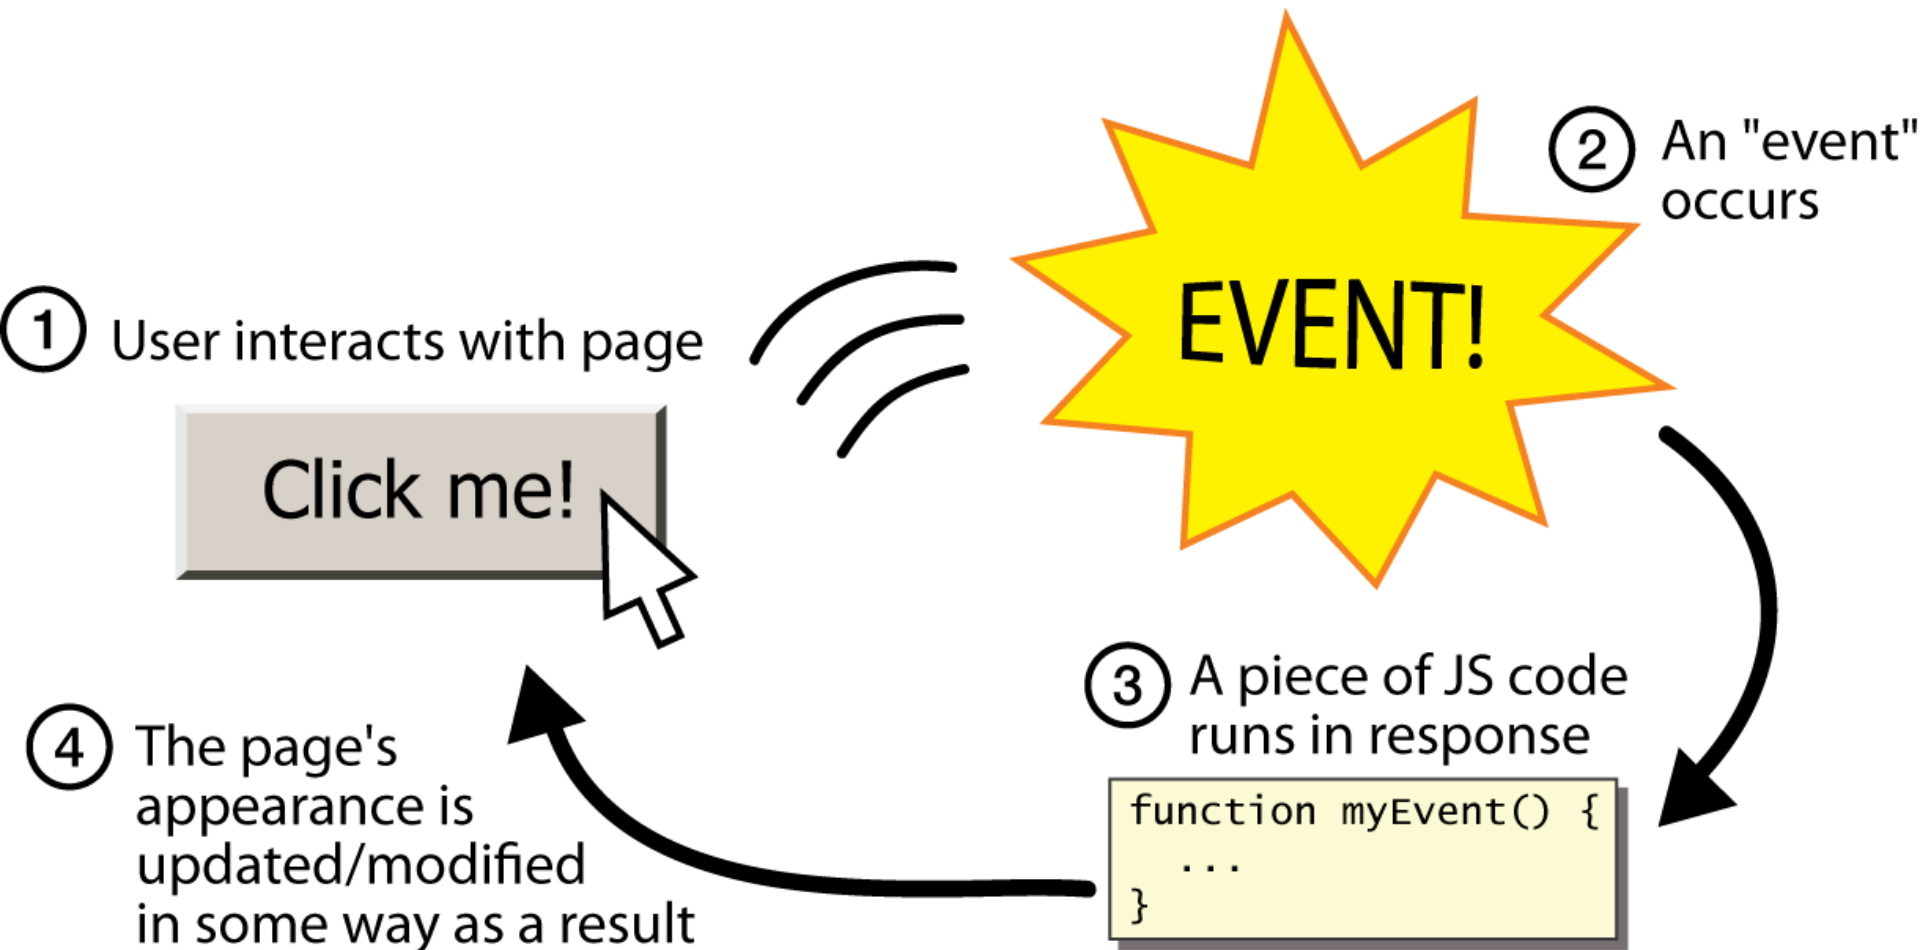 1 User interacts with page
Click me!
EVENT!
2 An "event"
occurs
3 A piece of JS code
runs in response
function myEvent() {
...
}
4 The page's
appearance is
updated/modified
in some way as a result